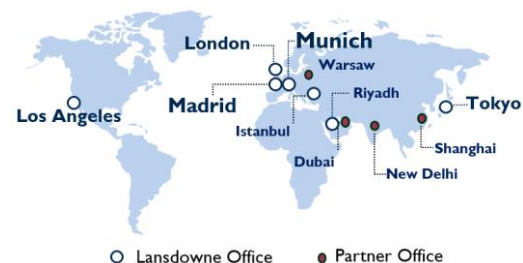 London
Munich
Warsaw
Madrid
Riyadh
Tokyo
Los Angeles
Istanbul
Dubai
Shanghai
New Delhi
Lansdowne Office
Partner Office